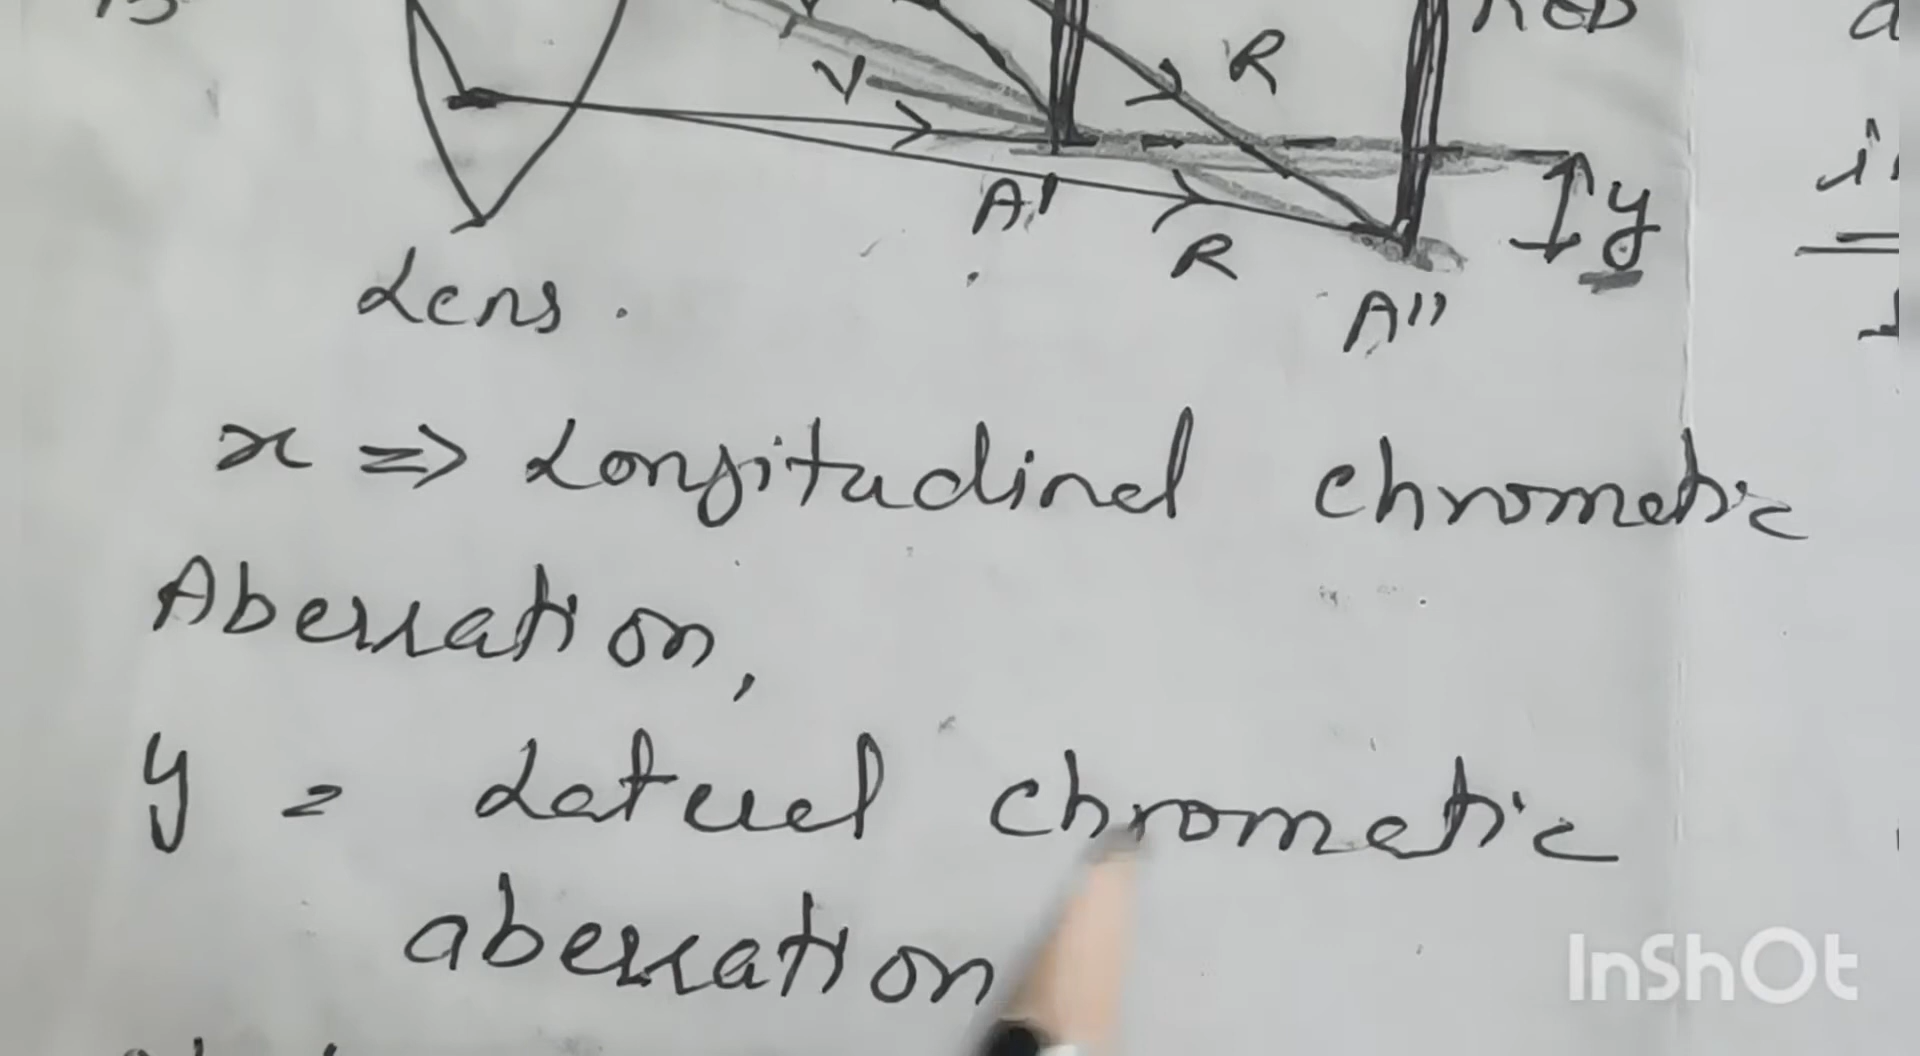 R
V
A'
y
R
Lens.
A''
x => Longitudinal chromatic
Aberration,
y = Lateral chromatic
aberration
InShOt